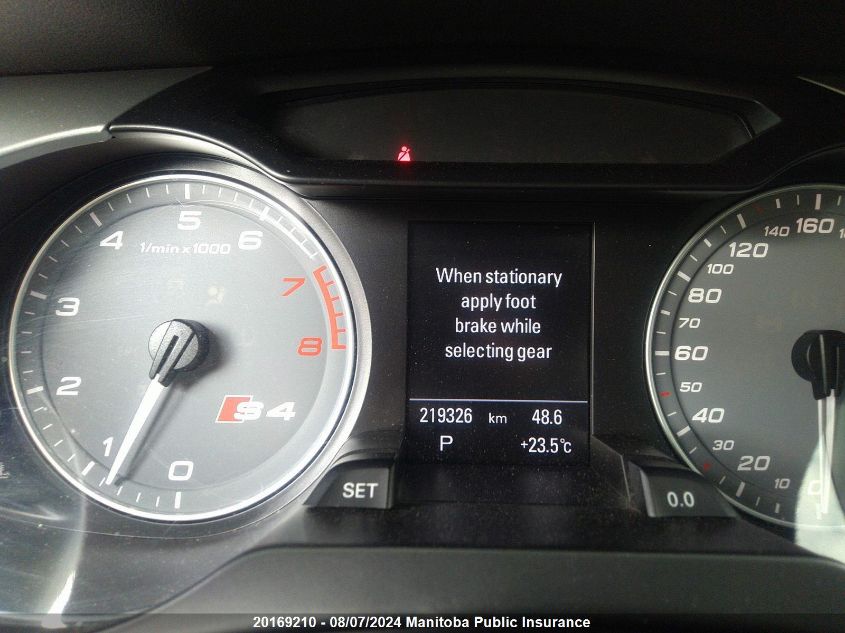 5
4
6
1/min x 1000
3
7
2
8
S4
1
0
When stationary
apply foot
brake while
selecting gear
219326 km 48.6
P +23.5°c
SET
0.0
140 160
120
100
80
70
60
50
40
30
20
10
0
20169210 - 08/07/2024 Manitoba Public Insurance